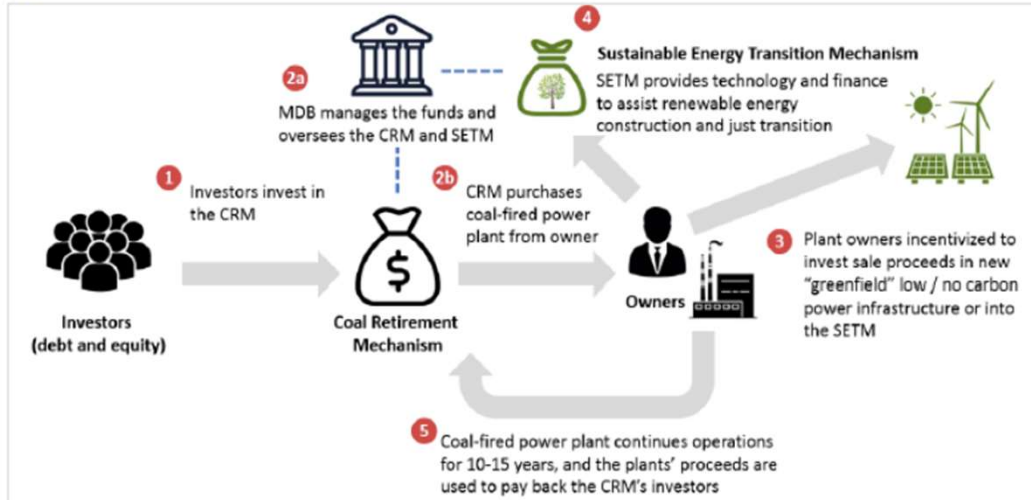 4
Sustainable Energy Transition Mechanism
SETM provides technology and finance
to assist renewable energy
construction and just transition
2a
MDB manages the funds and
oversees the CRM and SETM
1
Investors invest in
the CRM
2b
CRM purchases
coal-fired power
plant from owner
3
Plant owners incentivized to
invest sale proceeds in new
"greenfield" low / no carbon
power infrastructure or into
the SETM
Investors
(debt and equity)
$
Coal Retirement
Mechanism
Owners
5
Coal-fired power plant continues operations
for 10-15 years, and the plants' proceeds are
used to pay back the CRM's investors